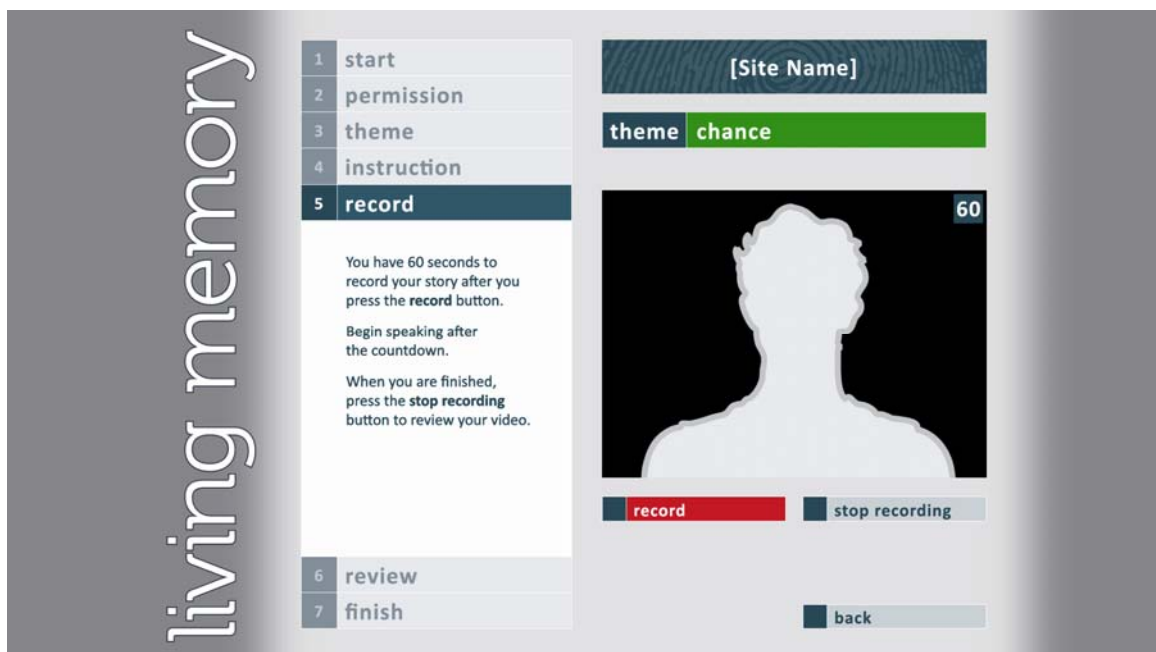 living memory
1 start
2 permission
3 theme
4 instruction
5 record
You have 60 seconds to
record your story after you
press the record button.
Begin speaking after
the countdown.
When you are finished,
press the stop recording
button to review your video.
6 review
7 finish
[Site Name]
theme chance
60
record
stop recording
back